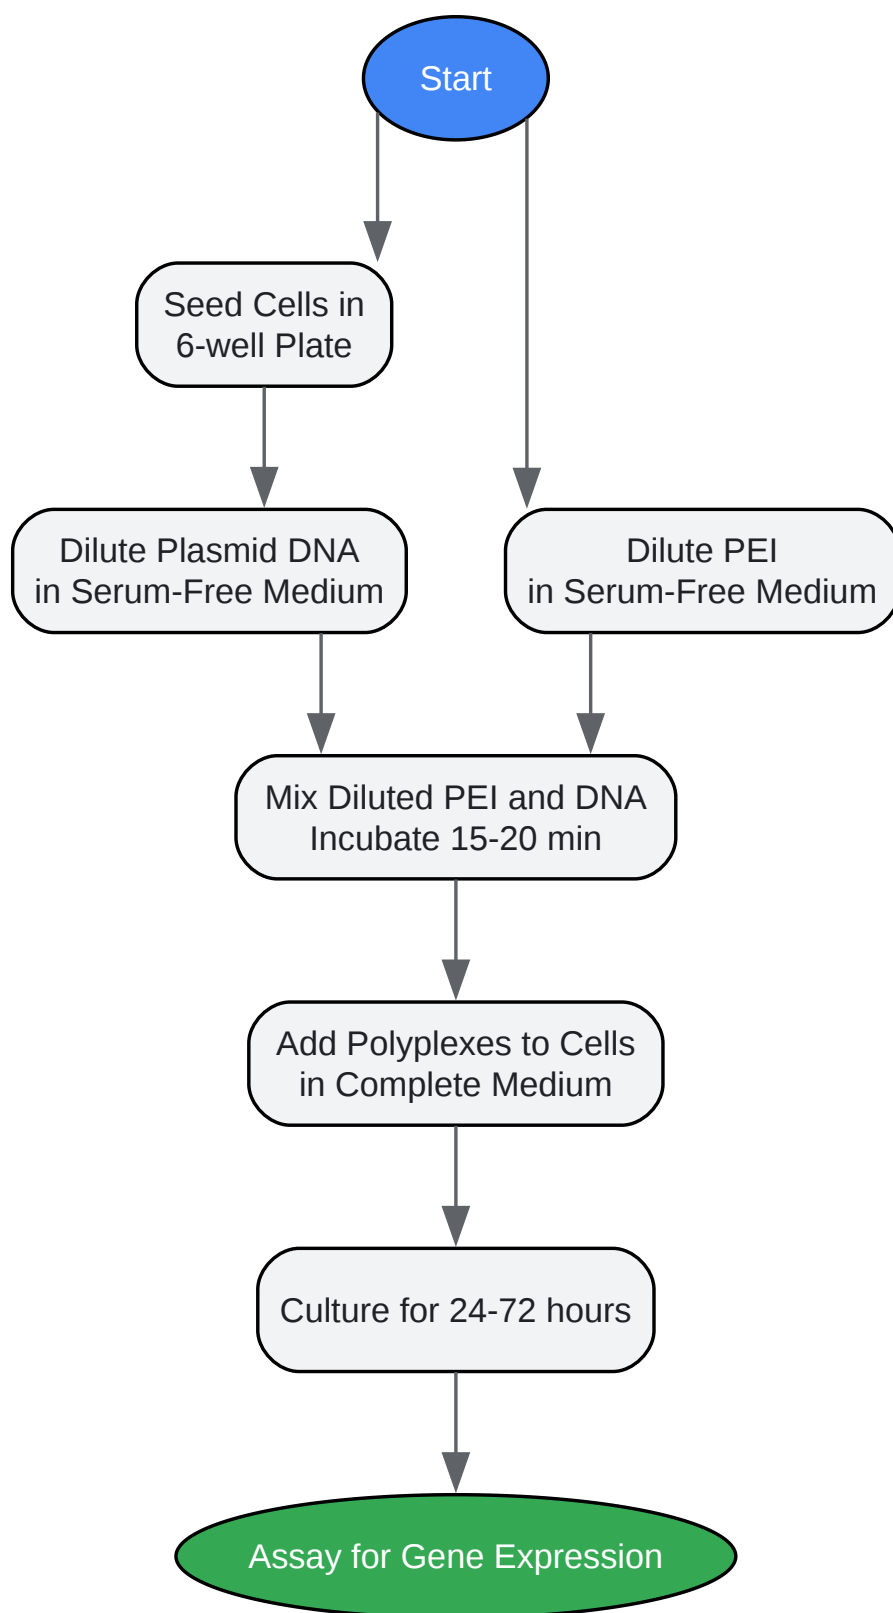 Start
Seed Cells in
6-well Plate
Dilute Plasmid DNA
in Serum-Free Medium
Dilute PEI
in Serum-Free Medium
Mix Diluted PEI and DNA
Incubate 15-20 min
Add Polyplexes to Cells
in Complete Medium
Culture for 24-72 hours
Assay for Gene Expression